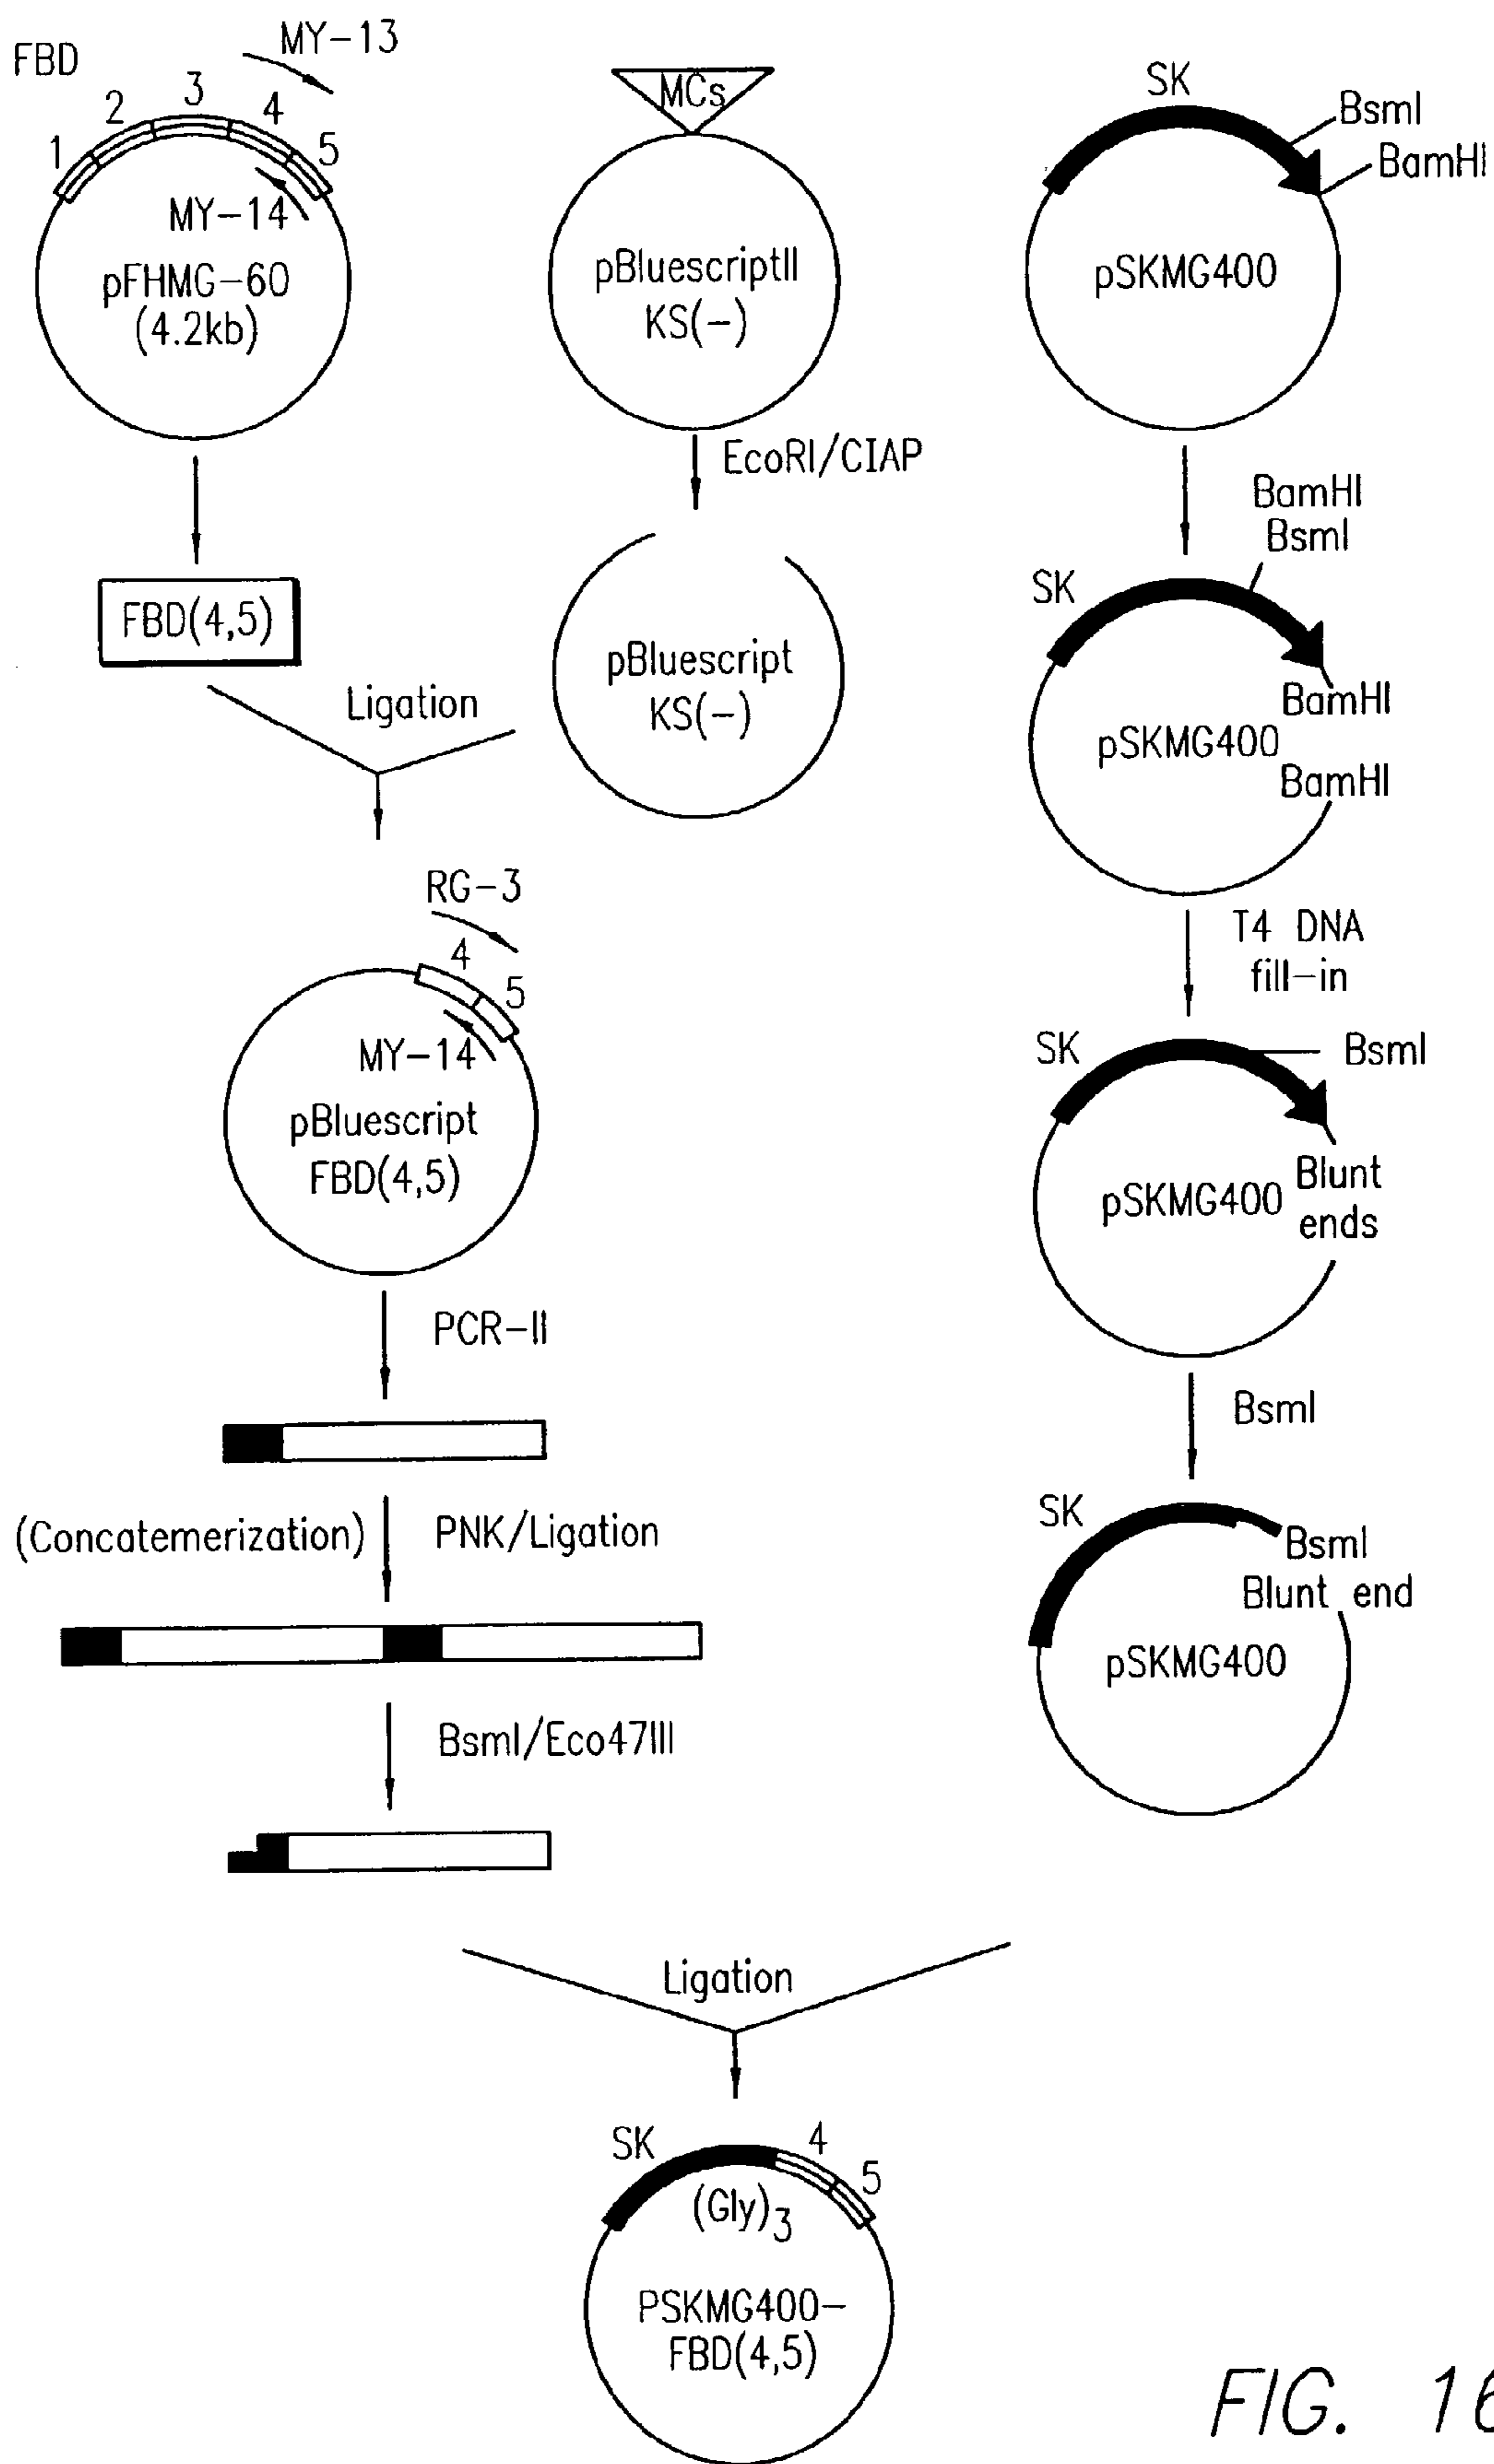 FBD
MY-13
1 2 3 4 5
MY-14
pFHMG-60
(4.2kb)
FBD(4,5)
MCs
pBluescriptII
KS(-)
EcoRI/CIAP
pBluescript
KS(-)
Ligation
RG-3
4
5
MY-14
pBluescript
FBD(4,5)
PCR-II
(Concatemerization)
PNK/Ligation
BsmI/Eco47III
SK
BsmI
BamHI
pSKMG400
BamHI
BsmI
SK
BamHI
pSKMG400
BamHI
T4 DNA
fill-in
SK
BsmI
pSKMG400
Blunt
ends
BsmI
SK
BsmI
Blunt end
pSKMG400
Ligation
SK
4
5
(Gly)3
PSKMG400-
FBD(4,5)
FIG. 16